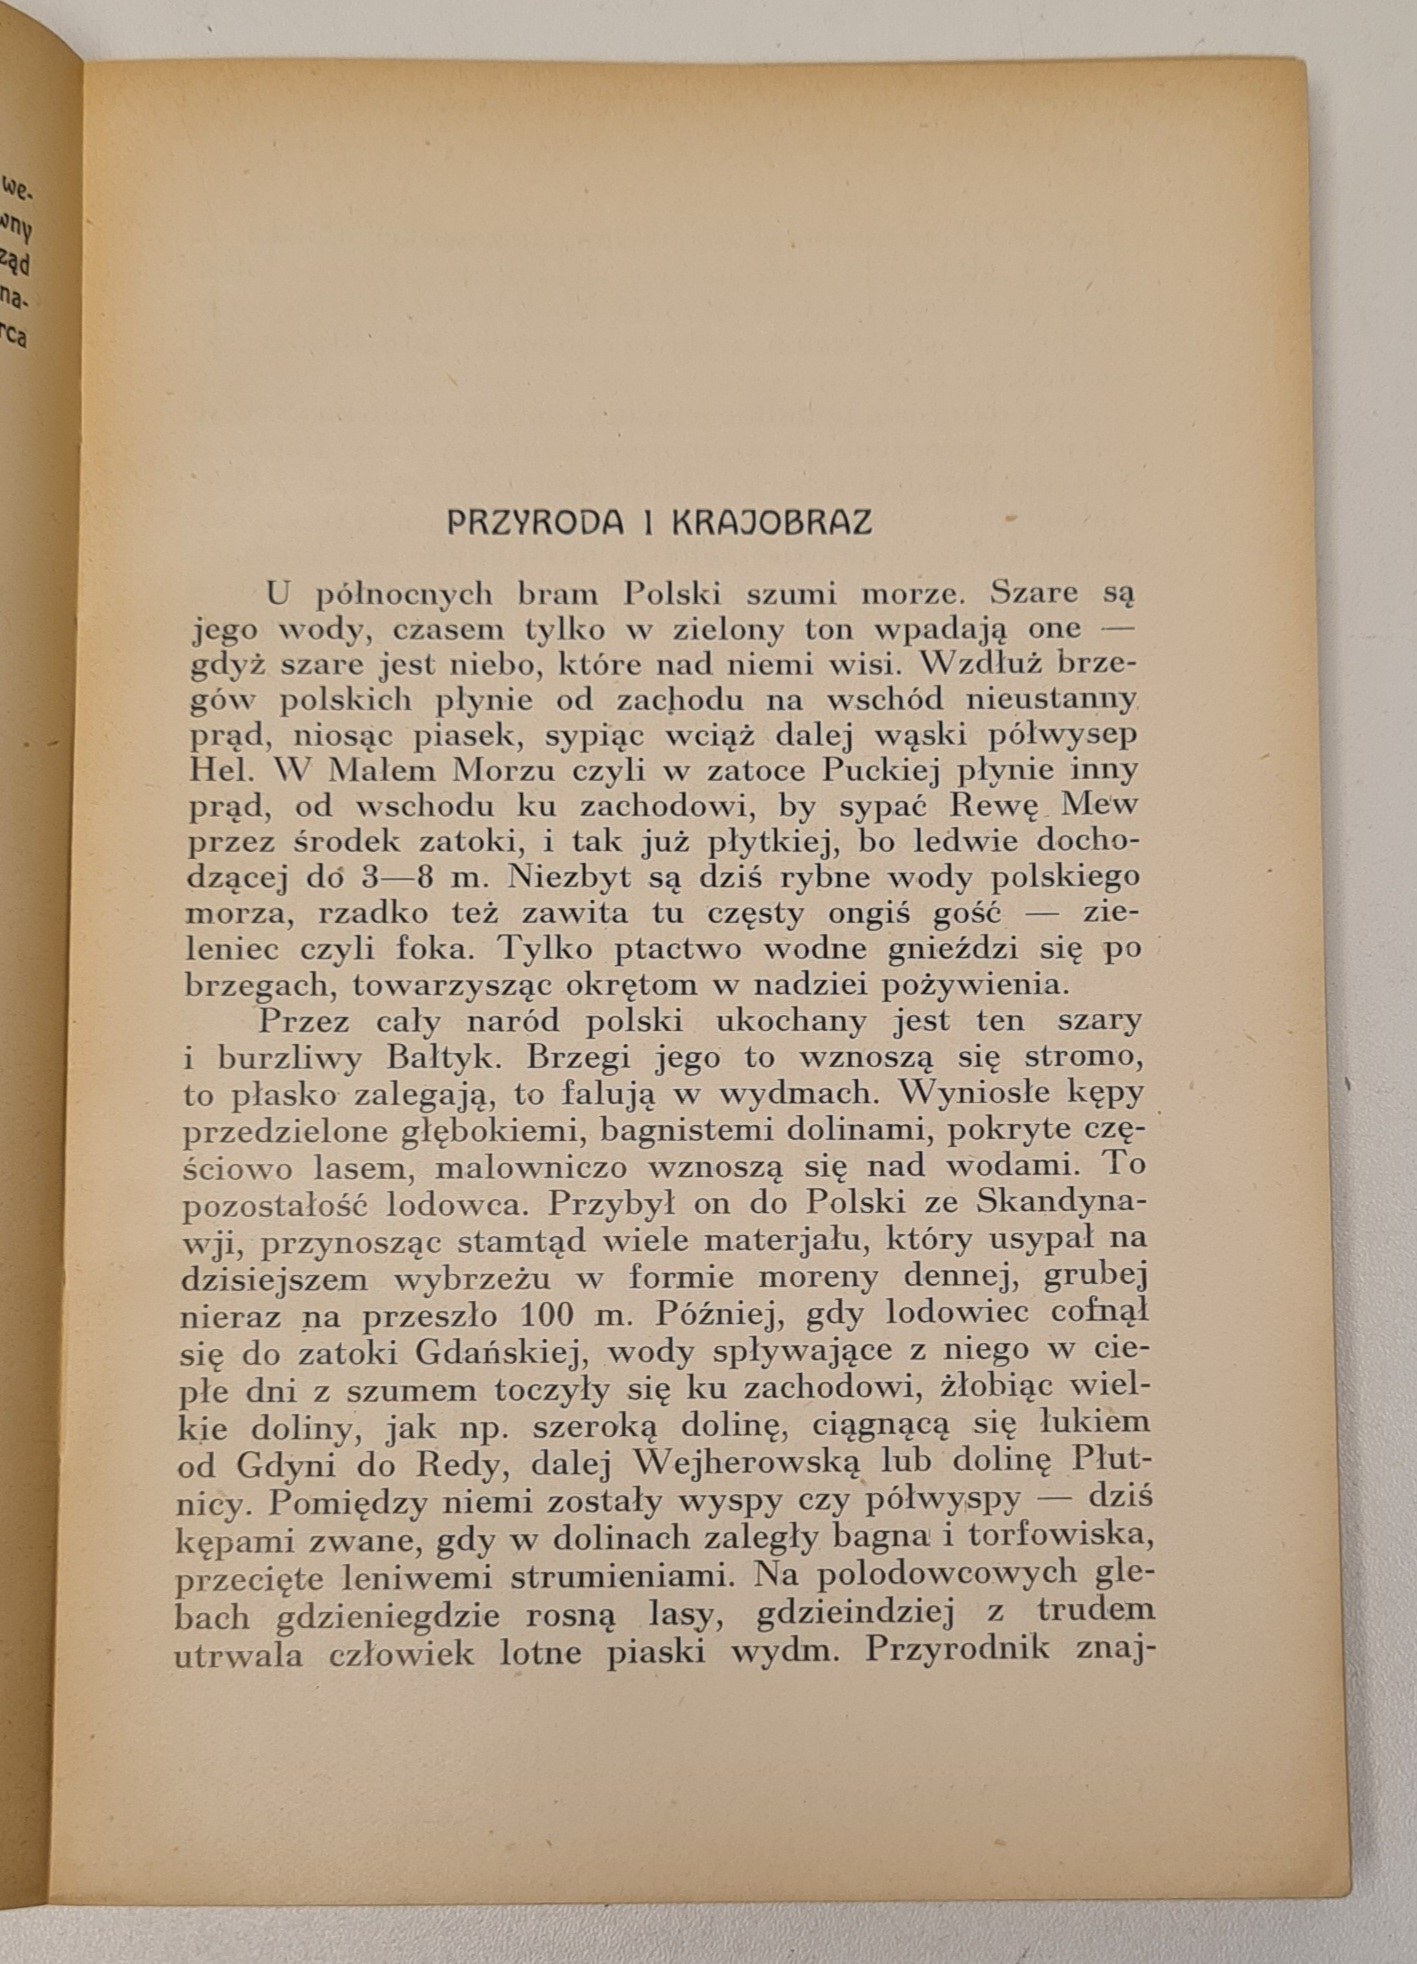 we-
wny
ząd
na-
rca
PRZYRODA I KRAJOBRAZ
U północnych bram Polski szumi morze. Szare są
jego wody, czasem tylko w zielony ton wpadają one —
gdyż szare jest niebo, które nad niemi wisi. Wzdłuż brze-
gów polskich płynie od zachodu na wschód nieustanny
prąd, niosąc piasek, sypiąc wciąż dalej wąski półwysep
Hel. W Małem Morzu czyli w zatoce Puckiej płynie inny
prąd, od wschodu ku zachodowi, by sypać Rewę Mew
przez środek zatoki, i tak już płytkiej, bo ledwie docho-
dzącej do 3—8 m. Niezbyt są dziś rybne wody polskiego
morza, rzadko też zawita tu częsty ongiś gość — zie-
leniec czyli foka. Tylko ptactwo wodne gnieździ się po
brzegach, towarzysząc okrętom w nadziei pożywienia.
Przez cały naród polski ukochany jest ten szary
i burzliwy Bałtyk. Brzegi jego to wznoszą się stromo,
to płasko zalegają, to falują w wydmach. Wyniosłe kępy
przedzielone głębokiemi, bagnistemi dolinami, pokryte czę-
ściowo lasem, malowniczo wznoszą się nad wodami. To
pozostałość lodowca. Przybył on do Polski ze Skandyna-
wji, przynosząc stamtąd wiele materjału, który usypał na
dzisiejszem wybrzeżu w formie moreny dennej, grubej
nieraz na przeszło 100 m. Później, gdy lodowiec cofnął
się do zatoki Gdańskiej, wody spływające z niego w cie-
płe dni z szumem toczyły się ku zachodowi, żłobiąc wiel-
kie doliny, jak np. szeroką dolinę, ciągnącą się łukiem
od Gdyni do Redy, dalej Wejherowską lub dolinę Płut-
nicy. Pomiędzy niemi zostały wyspy czy półwyspy — dziś
kępami zwane, gdy w dolinach zaległy bagna i torfowiska,
przecięte leniwemi strumieniami. Na polodowcowych gle-
bach gdzieniegdzie rosną lasy, gdzieindziej z trudem
utrwala człowiek lotne piaski wydm. Przyrodnik znaj-